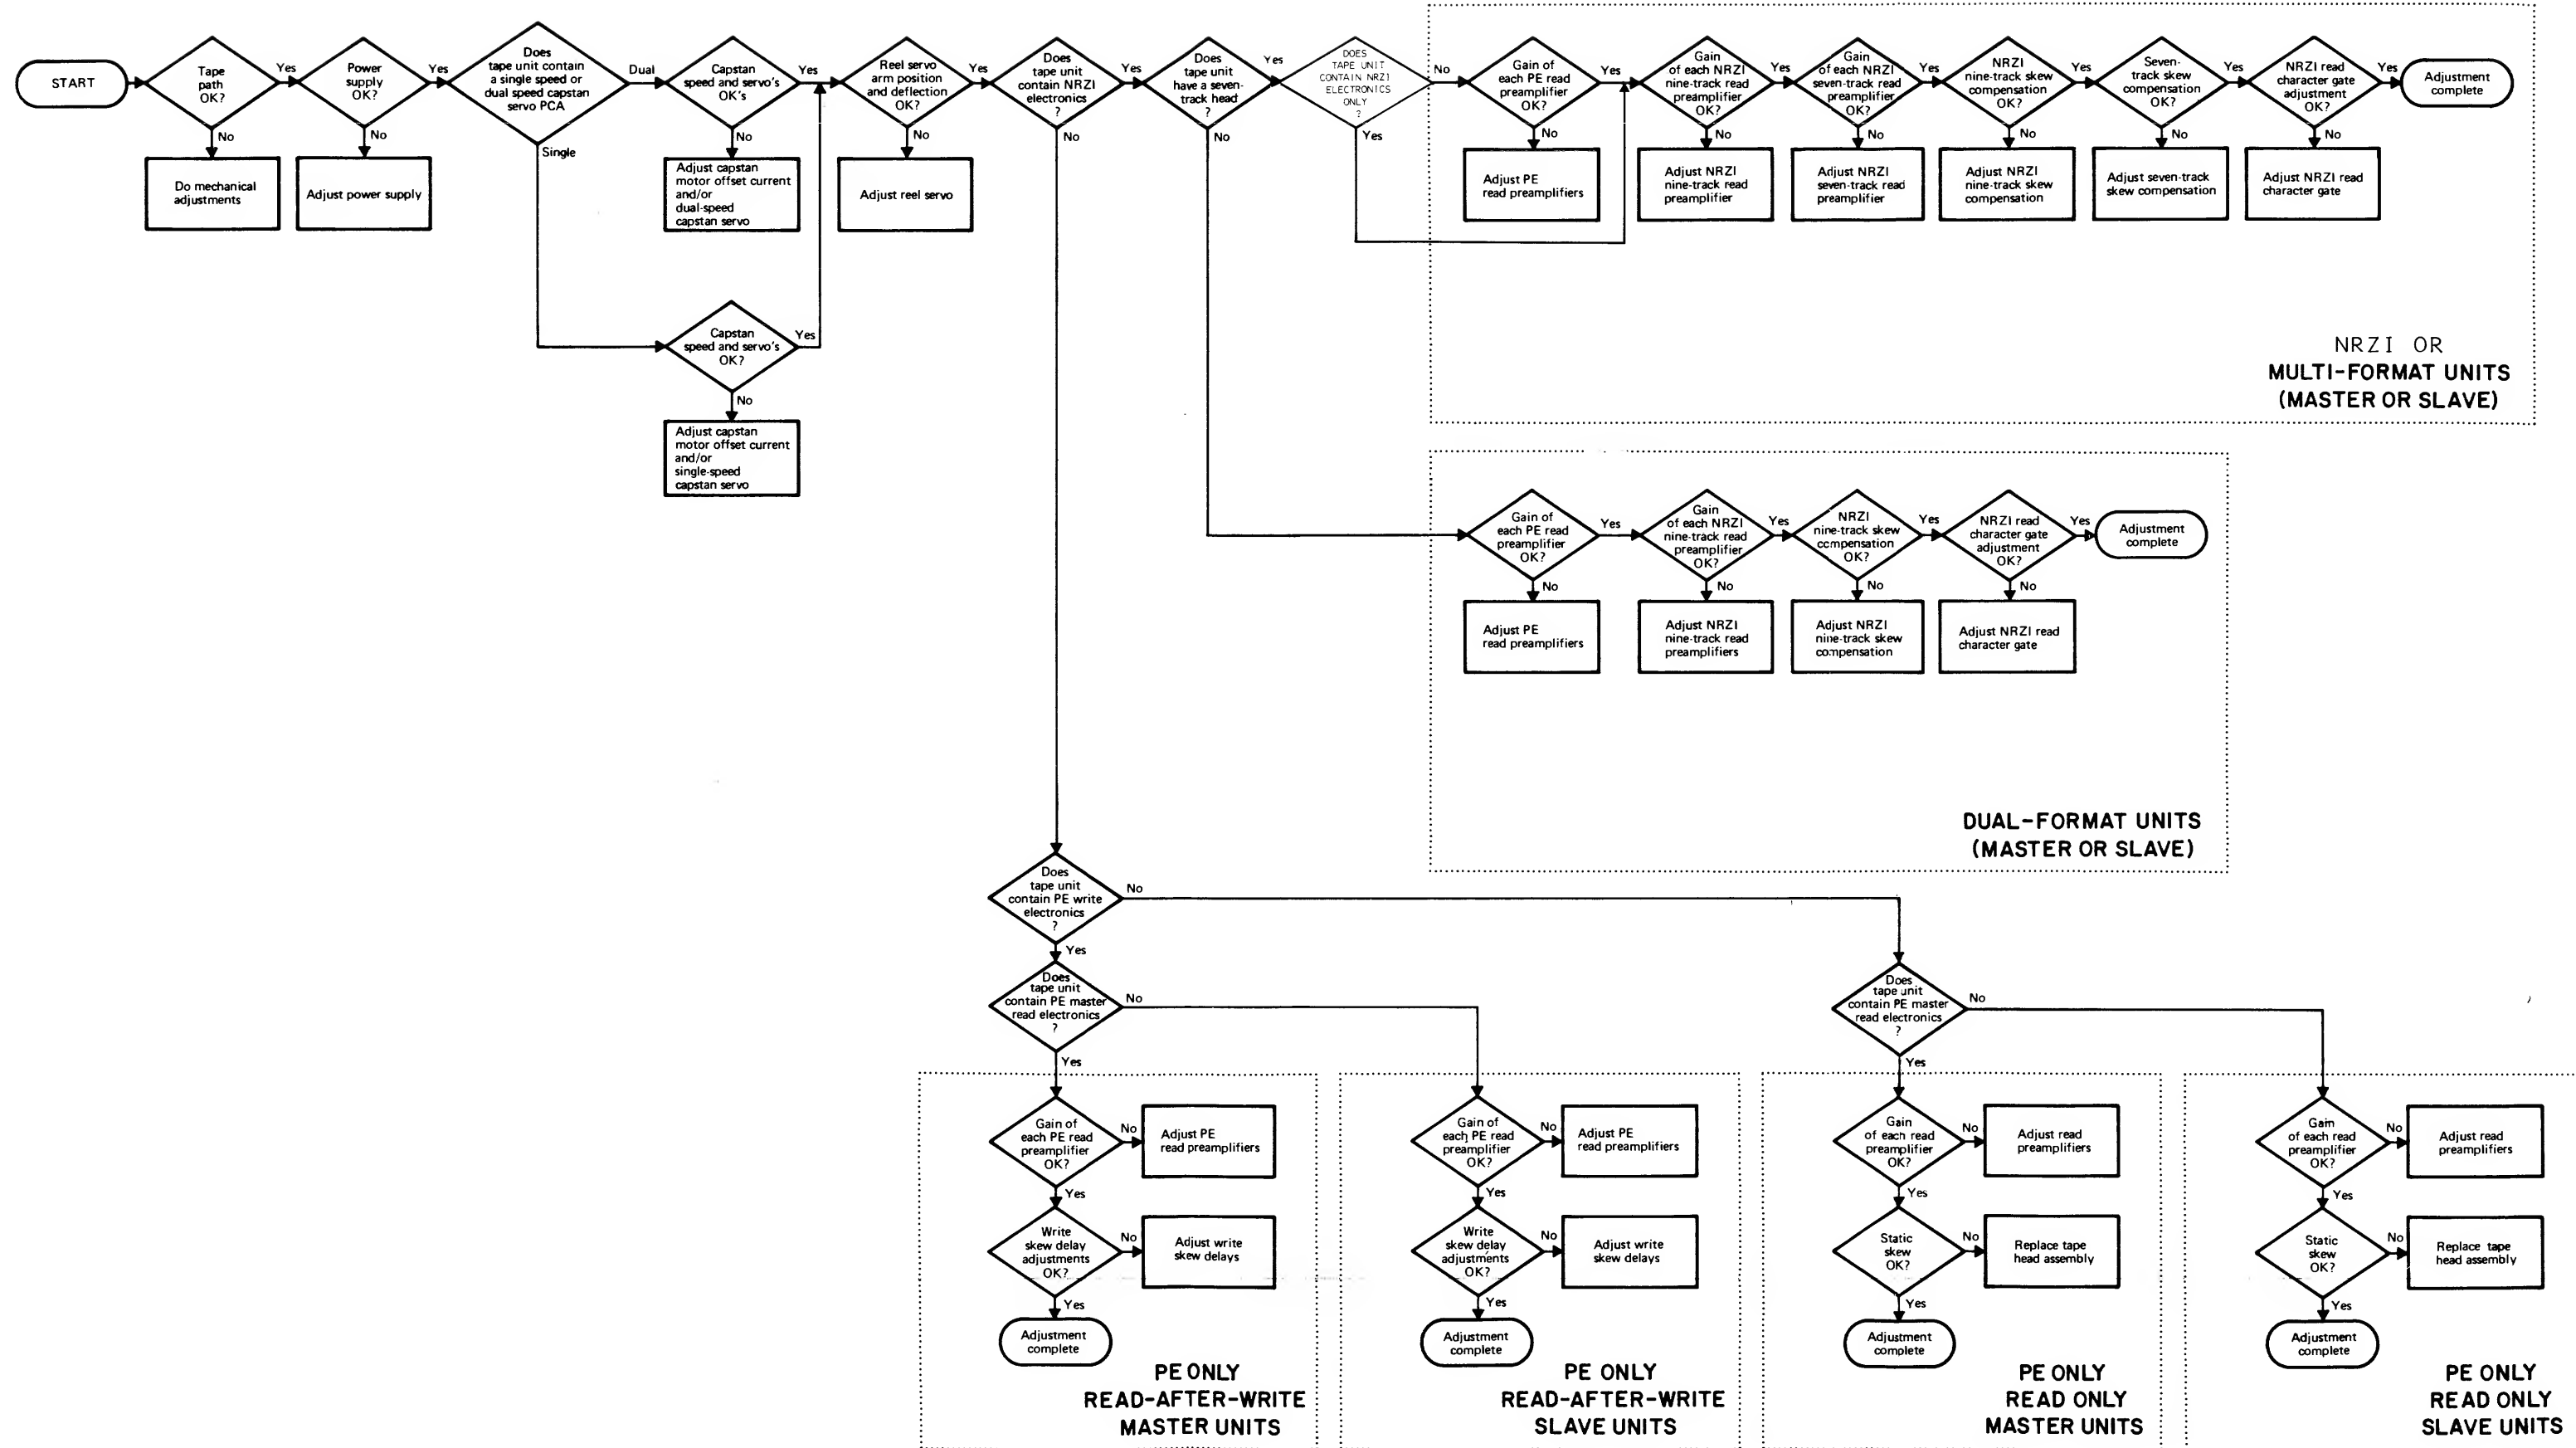 START
Tape
path
OK?
Yes
No
Do mechanical
adjustments
Power
supply
OK?
Yes
No
Adjust power supply
Does
tape unit contain
a single speed or
dual speed capstan
servo PCA
Dual
Single
Capstan
speed and servo's
OK's
Yes
No
Adjust capstan
motor offset current
and/or
dual-speed
capstan servo
Capstan
speed and servo's
OK?
Yes
No
Adjust capstan
motor offset current
and/or
single-speed
capstan servo
Reel servo
arm position
and deflection
OK?
Yes
No
Adjust reel servo
Does
tape unit
contain NRZI
electronics
?
Yes
No
Does
tape unit
have a seven-
track head
?
Yes
No
DOES
TAPE UNIT
CONTAIN NRZI
ELECTRONICS
ONLY
?
No
Yes
Gain of
each PE read
preamplifier
OK?
Yes
No
Adjust PE
read preamplifiers
Gain
of each NRZI
nine-track read
preamplifier
OK?
Yes
No
Adjust NRZI
nine-track read
preamplifier
Gain
of each NRZI
seven-track read
preamplifier
OK?
Yes
No
Adjust NRZI
seven-track read
preamplifier
NRZI
nine-track skew
compensation
OK?
Yes
No
Adjust NRZI
nine-track skew
compensation
Seven-
track skew
compensation
OK?
Yes
No
Adjust seven-track
skew compensation
NRZI read
character gate
adjustment
OK?
Yes
No
Adjust NRZI read
character gate
Adjustment
complete
NRZI OR
MULTI-FORMAT UNITS
(MASTER OR SLAVE)
Gain of
each PE read
preamplifier
OK?
Yes
No
Adjust PE
read preamplifiers
Gain
of each NRZI
nine-track read
preamplifier
OK?
Yes
No
Adjust NRZI
nine-track read
preamplifiers
NRZI
nine-track skew
compensation
OK?
Yes
No
Adjust NRZI
nine-track skew
compensation
NRZI read
character gate
adjustment
OK?
Yes
No
Adjust NRZI read
character gate
Adjustment
complete
DUAL-FORMAT UNITS
(MASTER OR SLAVE)
Does
tape unit
contain PE write
electronics
?
No
Yes
Does
tape unit
contain PE master
read electronics
?
No
Yes
Does
tape unit
contain PE master
read electronics
?
No
Yes
Gain of
each PE read
preamplifier
OK?
No
Adjust PE
read preamplifiers
Yes
Write
skew delay
adjustments
OK?
No
Adjust write
skew delays
Yes
Adjustment
complete
PE ONLY
READ-AFTER-WRITE
MASTER UNITS
Gain of
each PE read
preamplifier
OK?
No
Adjust PE
read preamplifiers
Yes
Write
skew delay
adjustments
OK?
No
Adjust write
skew delays
Yes
Adjustment
complete
PE ONLY
READ-AFTER-WRITE
SLAVE UNITS
Gain
of each read
preamplifier
OK?
No
Adjust read
preamplifiers
Yes
Static
skew
OK?
No
Replace tape
head assembly
Yes
Adjustment
complete
PE ONLY
READ ONLY
MASTER UNITS
Gain
of each read
preamplifier
OK?
No
Adjust read
preamplifiers
Yes
Static
skew
OK?
No
Replace tape
head assembly
Yes
Adjustment
complete
PE ONLY
READ ONLY
SLAVE UNITS